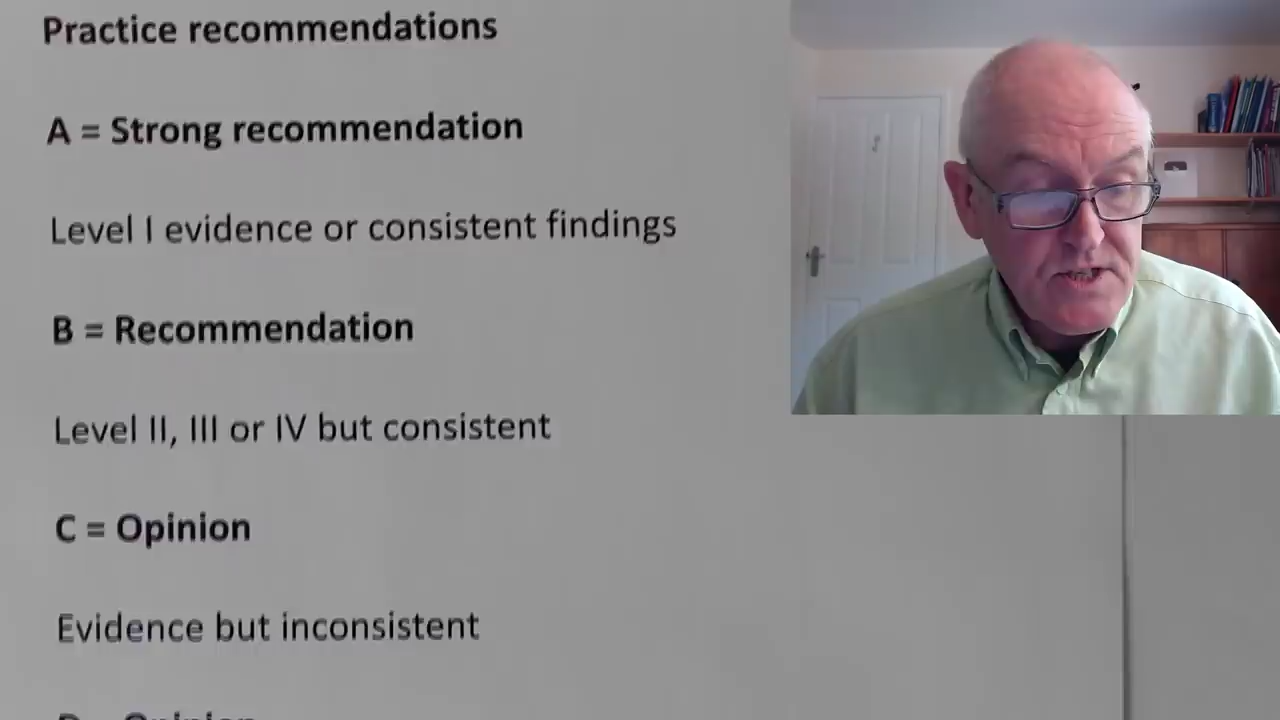 Practice recommendations
A = Strong recommendation
Level I evidence or consistent findings
B = Recommendation
Level II, III or IV but consistent
C = Opinion
Evidence but inconsistent
D = Opinion